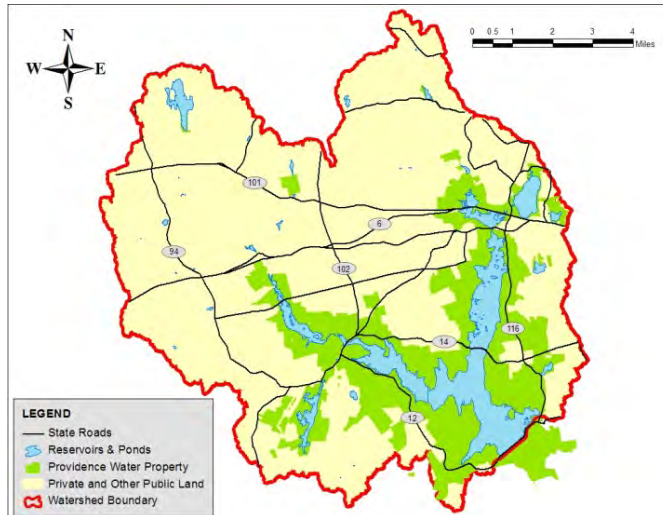 N
W E
S
0 0.5 1 2 3 4
Miles
101
6
94
102
116
14
12
LEGEND
State Roads
Reservoirs & Ponds
Providence Water Property
Private and Other Public Land
Watershed Boundary